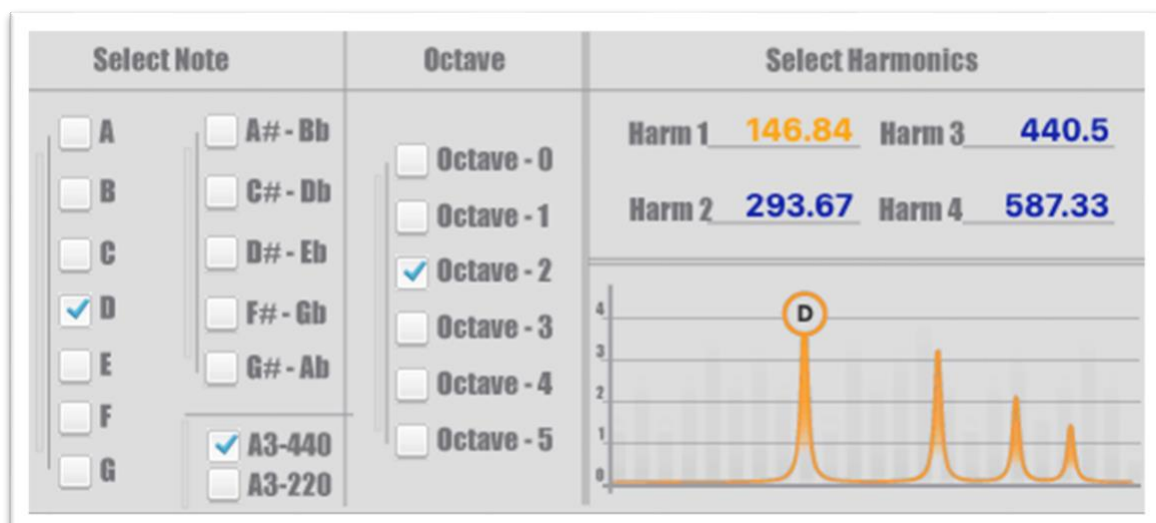 Select Note
A
B
C
D
E
F
G
A# - Bb
C# - Db
D# - Eb
F# - Gb
G# - Ab
A3-440
A3-220
Octave
Octave - 0
Octave - 1
Octave - 2
Octave - 3
Octave - 4
Octave - 5
Select Harmonics
Harm 1 146.84 Harm 3 440.5
Harm 2 293.67 Harm 4 587.33
D
4
3
2
1
0